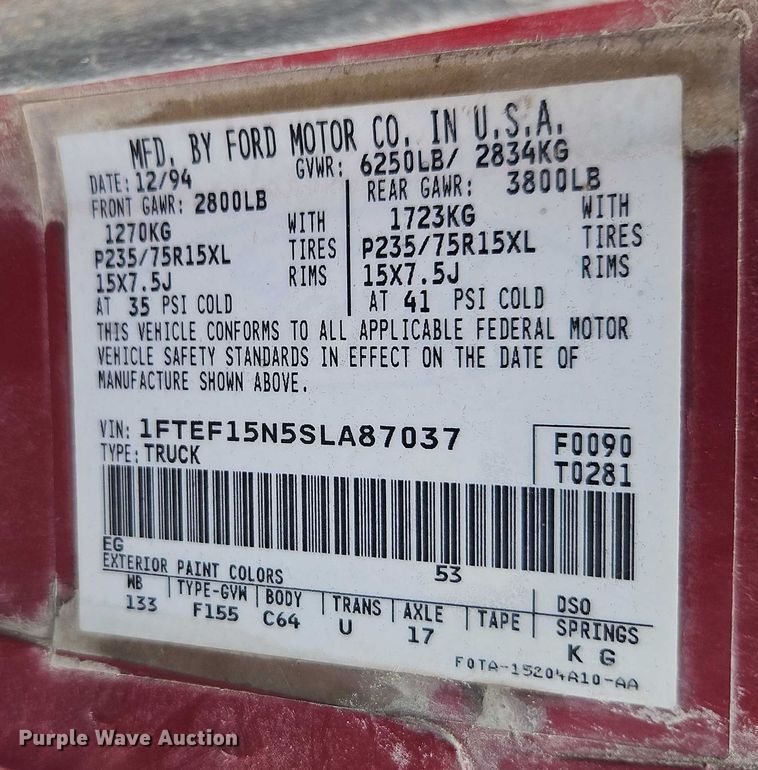 MFD. BY FORD MOTOR CO. IN U.S.A.
DATE: 12/94 GVWR: 6250LB/ 2834KG
FRONT GAWR: 2800LB REAR GAWR: 3800LB
1270KG WITH 1723KG WITH
P235/75R15XL TIRES P235/75R15XL TIRES
15X7.5J RIMS 15X7.5J RIMS
AT 35 PSI COLD AT 41 PSI COLD
THIS VEHICLE CONFORMS TO ALL APPLICABLE FEDERAL MOTOR
VEHICLE SAFETY STANDARDS IN EFFECT ON THE DATE OF
MANUFACTURE SHOWN ABOVE.
VIN: 1FTEF15N5SLA87037 F0090
TYPE: TRUCK T0281
EG
EXTERIOR PAINT COLORS 53 DSO
WB TYPE-GVW BODY TRANS AXLE TAPE SPRINGS
133 F155 C64 U 17 K G
F0TA-15204A10-AA
Purple Wave Auction